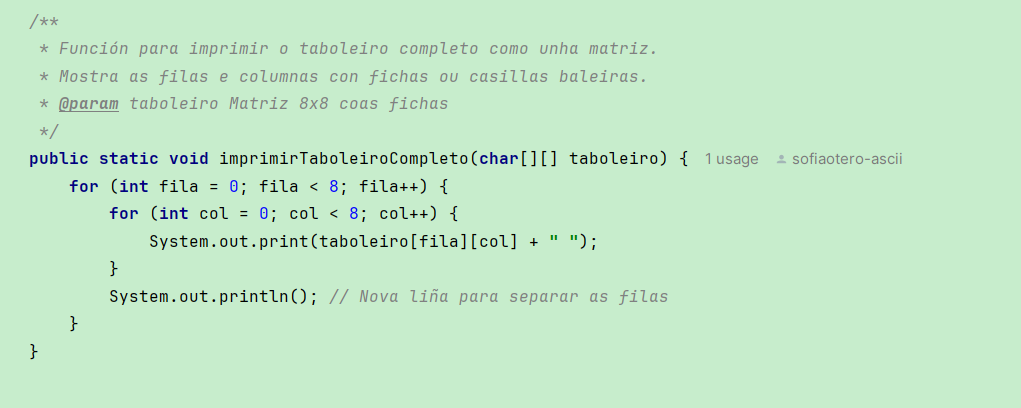 /**
 * Función para imprimir o taboleiro completo como unha matriz.
 * Mostra as filas e columnas con fichas ou casillas baleiras.
 * @param taboleiro Matriz 8x8 coas fichas
 */
public static void imprimirTaboleiroCompleto(char[][] taboleiro) { 1 usage sofiaotero-ascii
    for (int fila = 0; fila < 8; fila++) {
        for (int col = 0; col < 8; col++) {
            System.out.print(taboleiro[fila][col] + " ");
        }
        System.out.println(); // Nova liña para separar as filas
    }
}